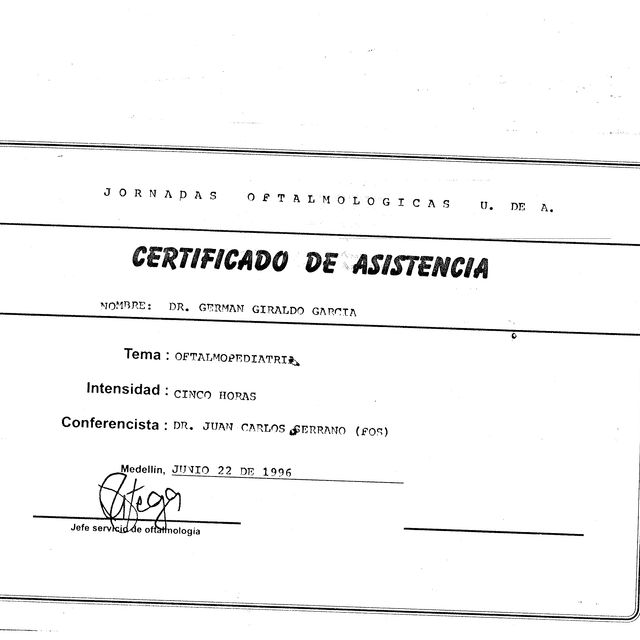 JORNADAS OFTALMOLOGICAS U. DE A.
CERTIFICADO DE ASISTENCIA
NOMBRE: DR. GERMAN GIRALDO GARCIA
Tema : OFTALMOPEDIATRIA
Intensidad : CINCO HORAS
Conferencista : DR. JUAN CARLOS SERRANO (FOS)
Medellín, JUNIO 22 DE 1996
Jefe servicio de oftalmología